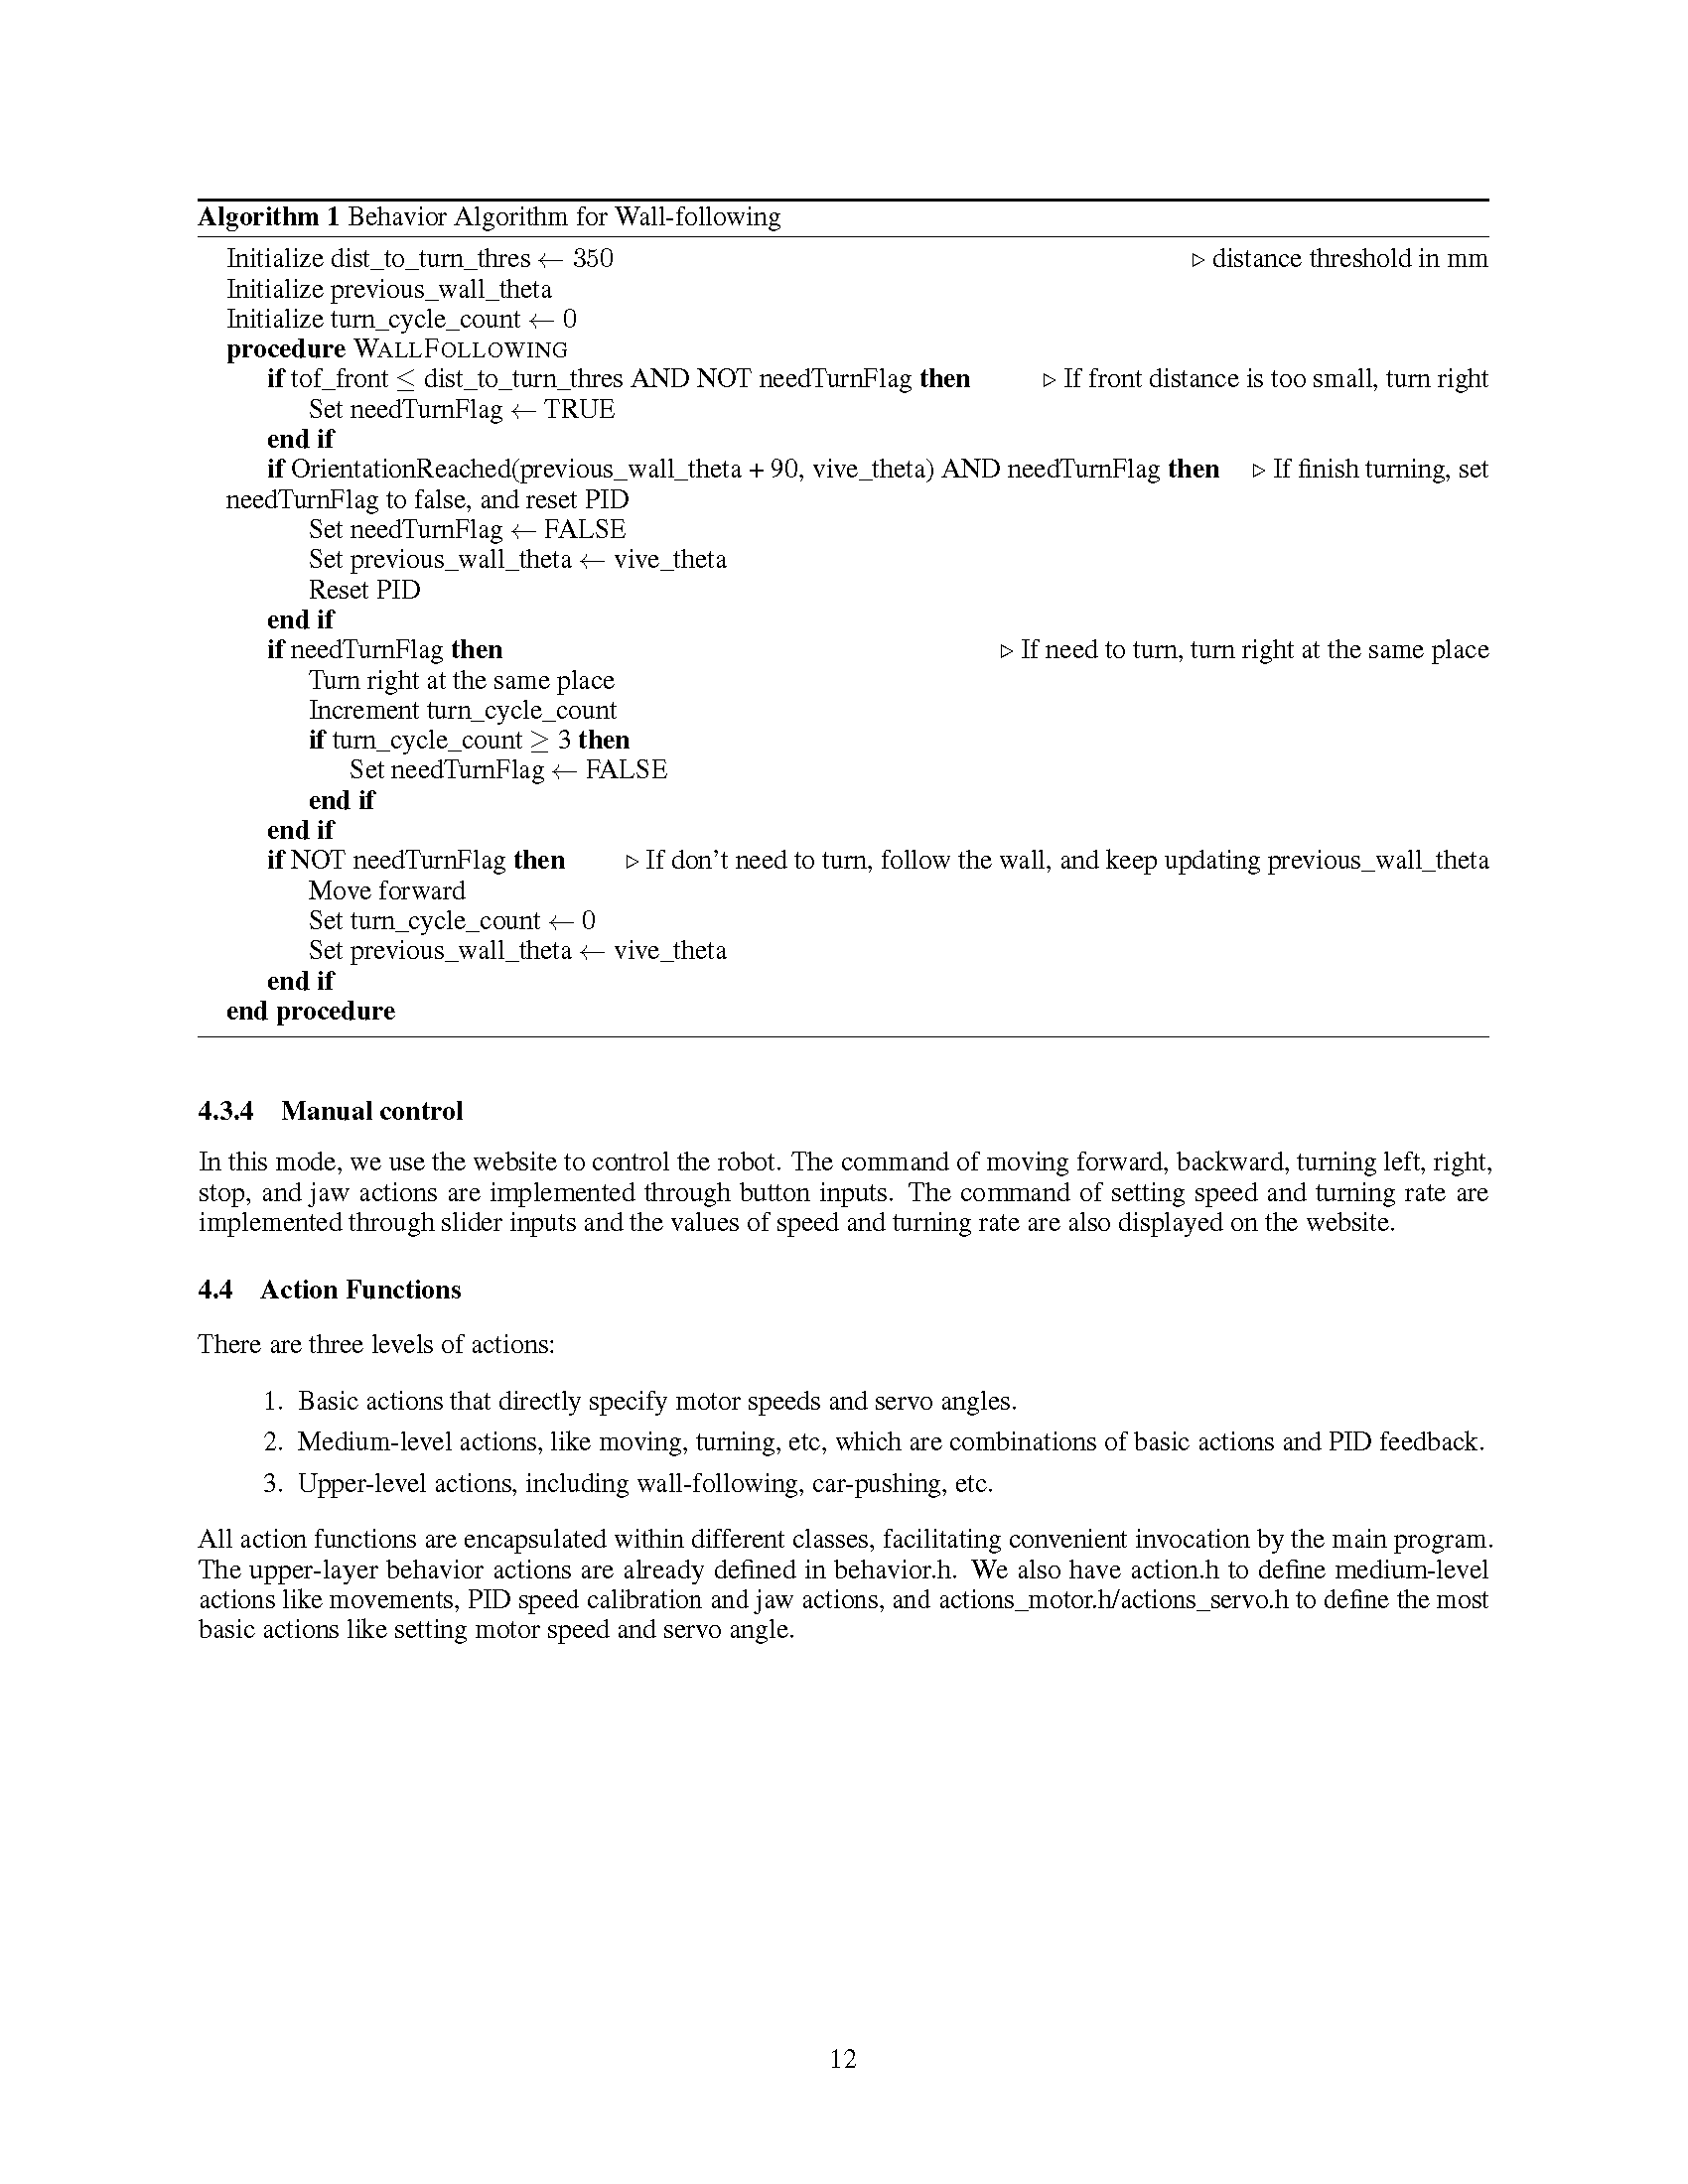 Algorithm 1 Behavior Algorithm for Wall-following
Initialize dist_to_turn_thres ← 350 ▷ distance threshold in mm
Initialize previous_wall_theta
Initialize turn_cycle_count ← 0
procedure WALLFOLLOWING
if tof_front ≤ dist_to_turn_thres AND NOT needTurnFlag then ▷ If front distance is too small, turn right
Set needTurnFlag ← TRUE
end if
if OrientationReached(previous_wall_theta + 90, vive_theta) AND needTurnFlag then ▷ If finish turning, set
needTurnFlag to false, and reset PID
Set needTurnFlag ← FALSE
Set previous_wall_theta ← vive_theta
Reset PID
end if
if needTurnFlag then ▷ If need to turn, turn right at the same place
Turn right at the same place
Increment turn_cycle_count
if turn_cycle_count ≥ 3 then
Set needTurnFlag ← FALSE
end if
end if
if NOT needTurnFlag then ▷ If don't need to turn, follow the wall, and keep updating previous_wall_theta
Move forward
Set turn_cycle_count ← 0
Set previous_wall_theta ← vive_theta
end if
end procedure
4.3.4 Manual control
In this mode, we use the website to control the robot. The command of moving forward, backward, turning left, right,
stop, and jaw actions are implemented through button inputs. The command of setting speed and turning rate are
implemented through slider inputs and the values of speed and turning rate are also displayed on the website.
4.4 Action Functions
There are three levels of actions:
1. Basic actions that directly specify motor speeds and servo angles.
2. Medium-level actions, like moving, turning, etc, which are combinations of basic actions and PID feedback.
3. Upper-level actions, including wall-following, car-pushing, etc.
All action functions are encapsulated within different classes, facilitating convenient invocation by the main program.
The upper-layer behavior actions are already defined in behavior.h. We also have action.h to define medium-level
actions like movements, PID speed calibration and jaw actions, and actions_motor.h/actions_servo.h to define the most
basic actions like setting motor speed and servo angle.
12